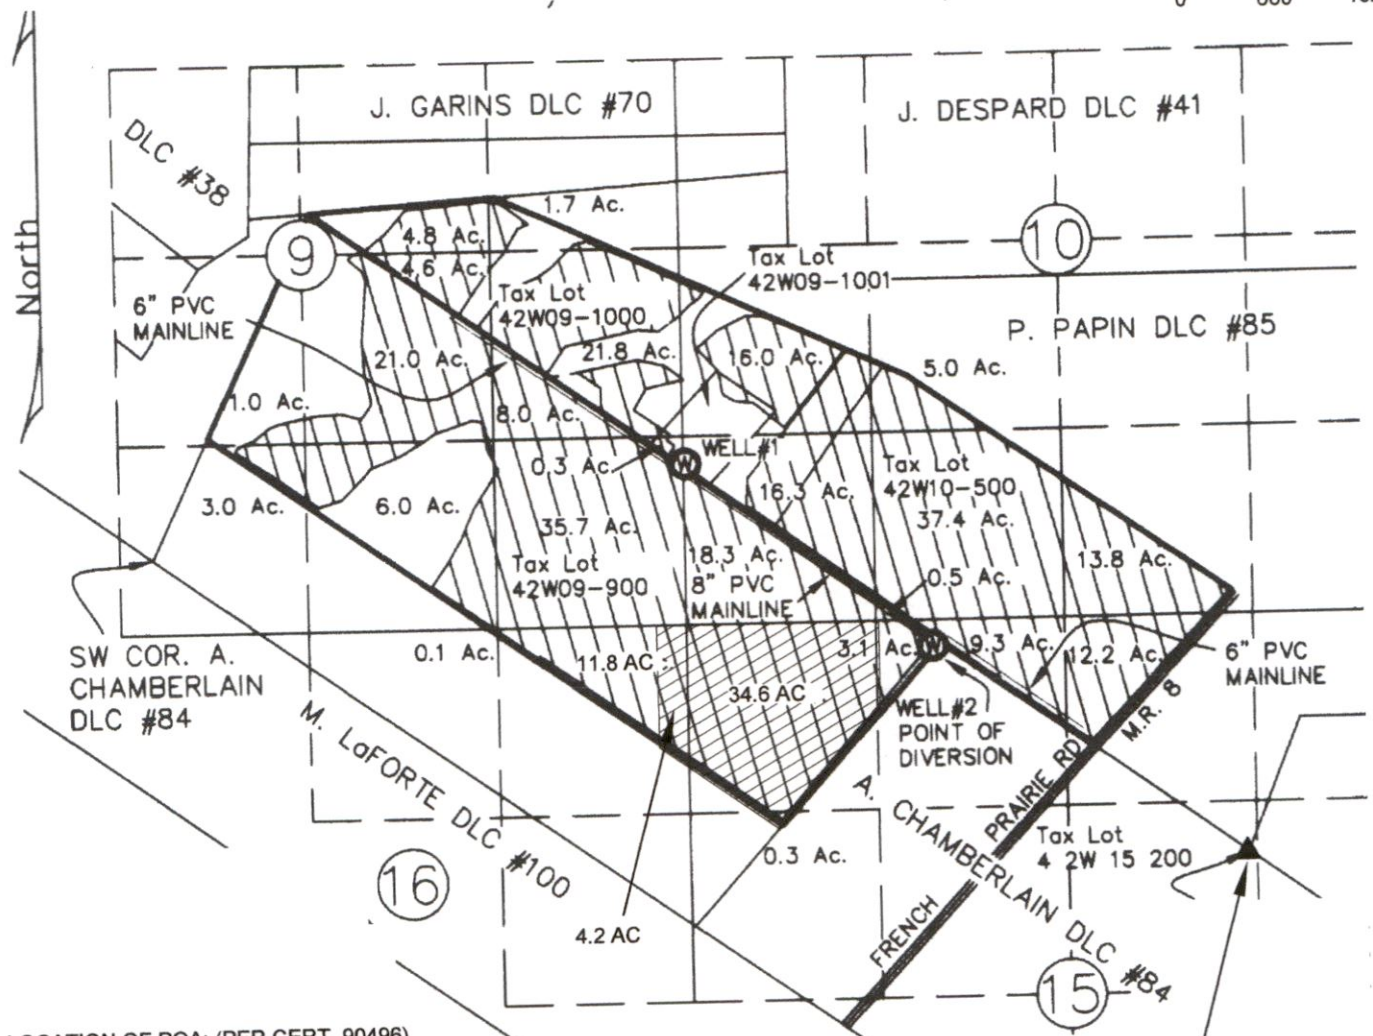 J. GARINS DLC #70
J. DESPARD DLC #41
DLC #38
North
1.7 Ac.
4.8 Ac.
4.6 Ac.
9
10
Tax Lot
42W09-1001
Tax Lot
42W09-1000
6" PVC
MAINLINE
P. PAPIN DLC #85
21.0 Ac.
21.8 Ac.
16.0 Ac.
5.0 Ac.
1.0 Ac.
8.0 Ac.
WELL#1
W
0.3 Ac.
Tax Lot
42W10-500
16.3 Ac.
3.0 Ac.
6.0 Ac.
35.7 Ac.
37.4 Ac.
18.3 Ac.
13.8 Ac.
Tax Lot
42W09-900
8" PVC
MAINLINE
0.5 Ac.
SW COR. A.
CHAMBERLAIN
DLC #84
0.1 Ac.
11.8 AC
3.1 Ac.
W
9.3 Ac.
12.2 Ac.
6" PVC
MAINLINE
34.6 AC
WELL#2
POINT OF
DIVERSION
M.R. 8
M. LaFORTE DLC #100
A. CHAMBERLAIN DLC #84
FRENCH PRAIRIE RD
Tax Lot
4 2W 15 200
0.3 Ac.
16
4.2 AC
15
LOCATION OF POA: (PER CERT. 90496)